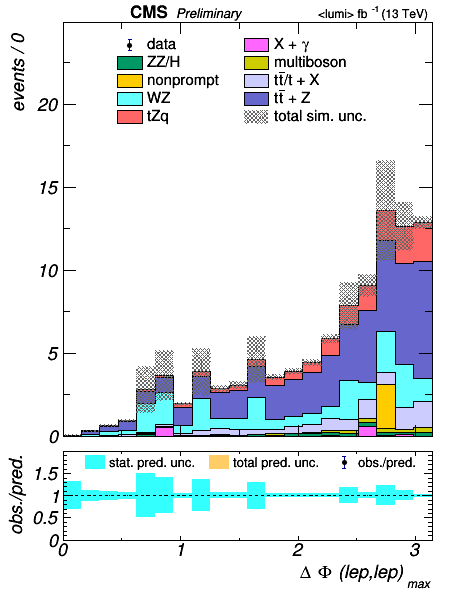 CMS Preliminary <lumi> fb ⁻¹ (13 TeV)
events / 0
data
ZZ/H
nonprompt
WZ
tZq
X + γ
multiboson
tt̄/t + X
tt̄ + Z
total sim. unc.
20
15
10
5
0
obs./pred.
stat. pred. unc. total pred. unc. obs./pred.
1.5
1
0.5
0
0 1 2 3
Δ Φ (lep,lep) max